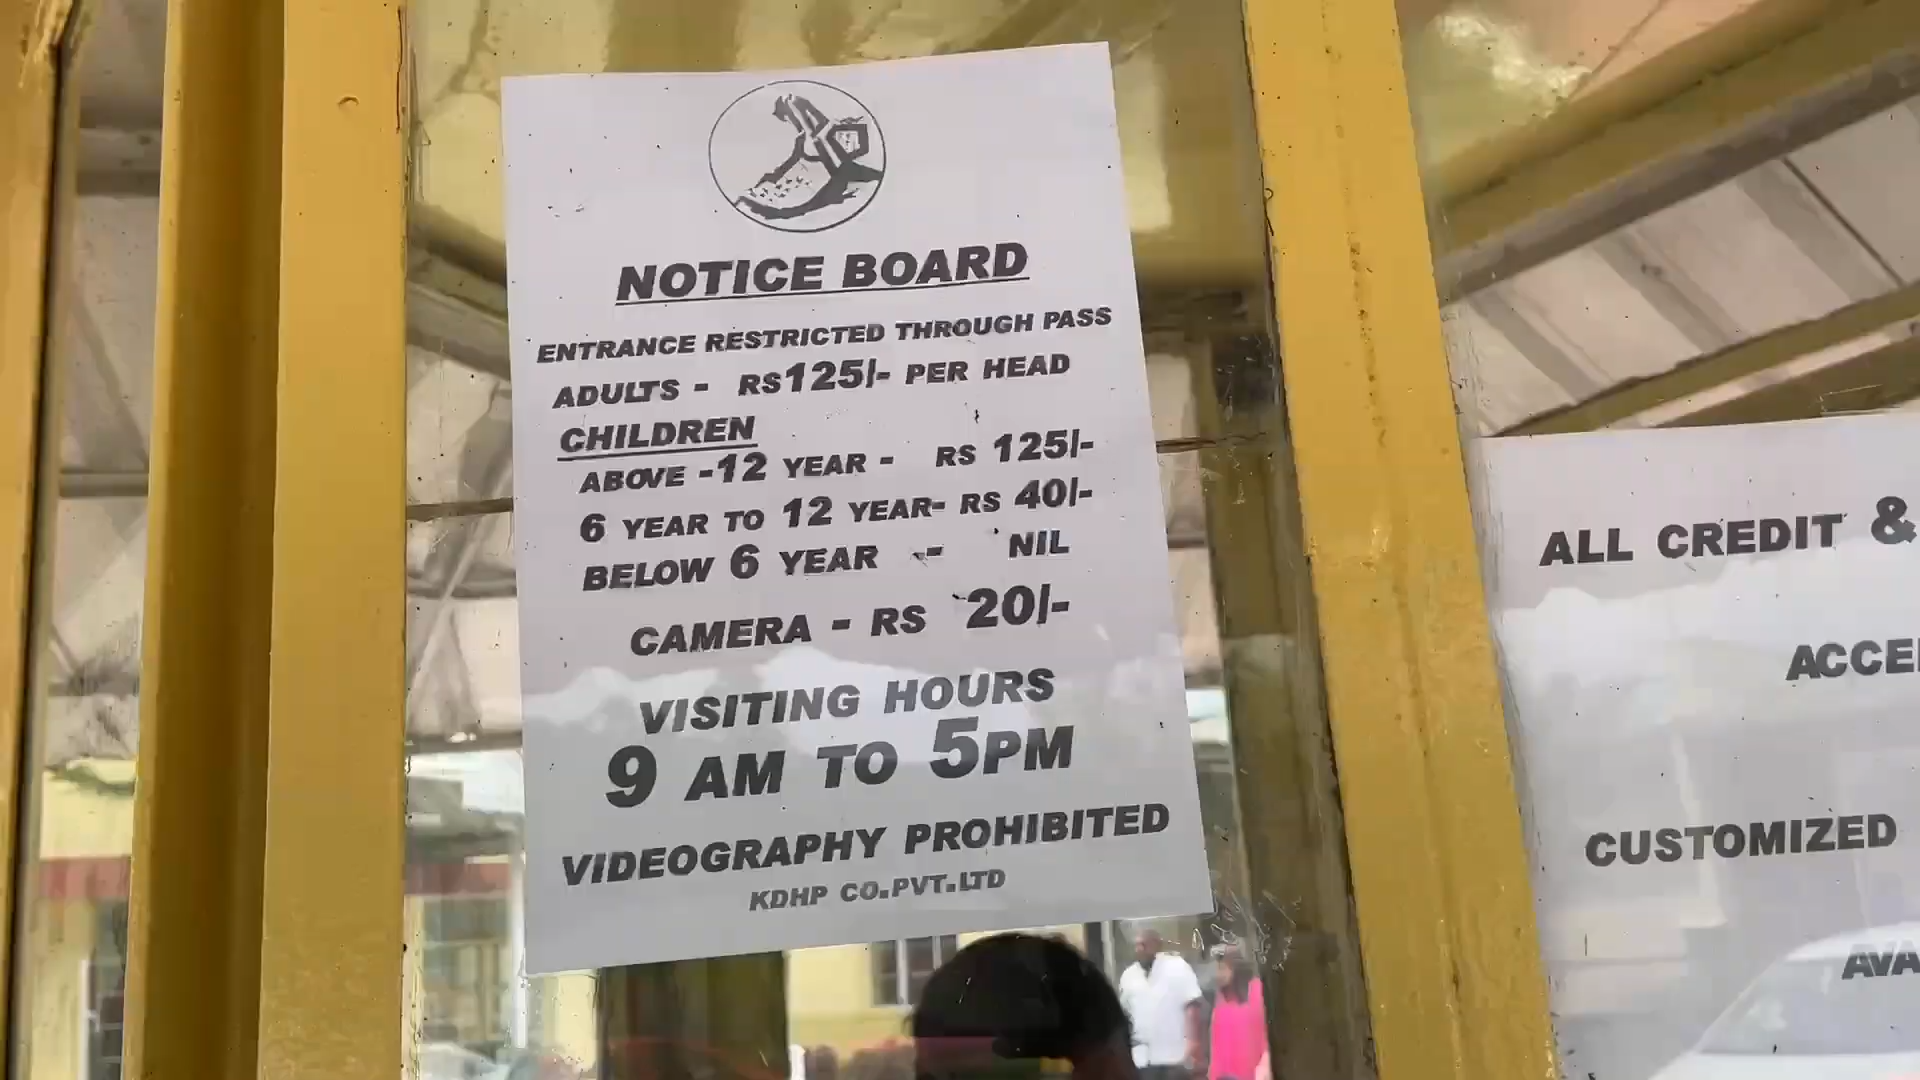 NOTICE BOARD
ENTRANCE RESTRICTED THROUGH PASS
ADULTS - RS125/- PER HEAD
CHILDREN
ABOVE -12 YEAR - RS 125/-
6 YEAR TO 12 YEAR- RS 40/-
BELOW 6 YEAR -- NIL
CAMERA - RS 20/-
VISITING HOURS
9 AM TO 5PM
VIDEOGRAPHY PROHIBITED
KDHP CO.PVT.LTD
ALL CREDIT &
ACCE
CUSTOMIZED
AVA